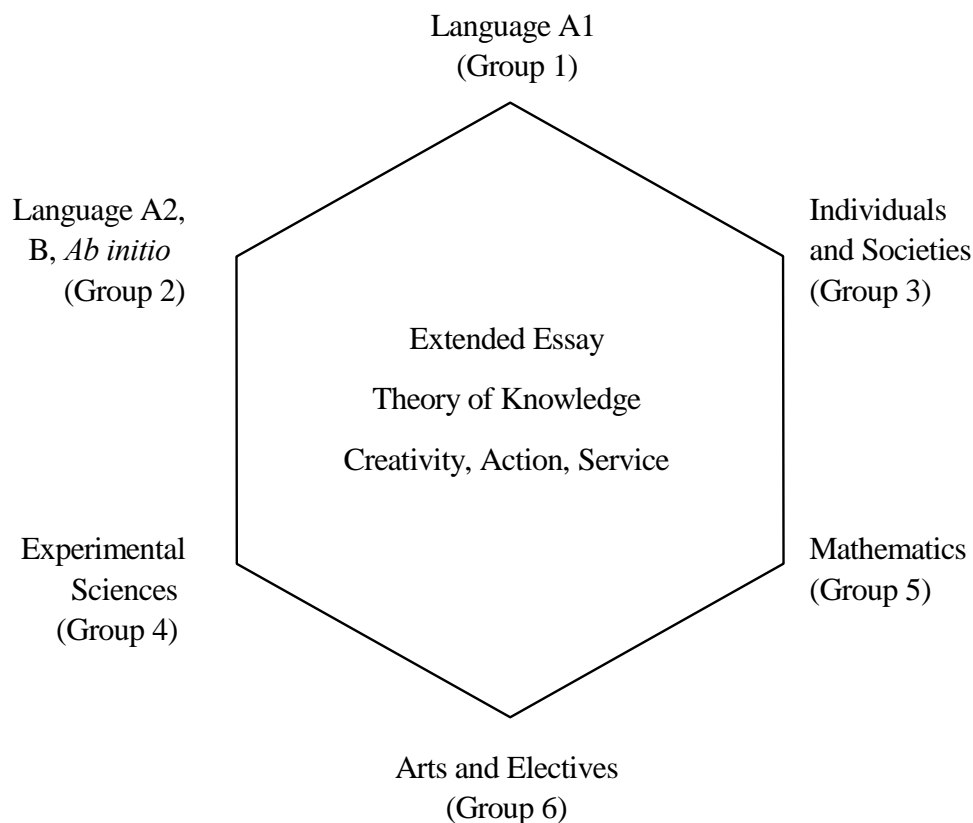 Language A1
(Group 1)
Language A2,
B, Ab initio
(Group 2)
Individuals
and Societies
(Group 3)
Extended Essay
Theory of Knowledge
Creativity, Action, Service
Experimental
Sciences
(Group 4)
Mathematics
(Group 5)
Arts and Electives
(Group 6)